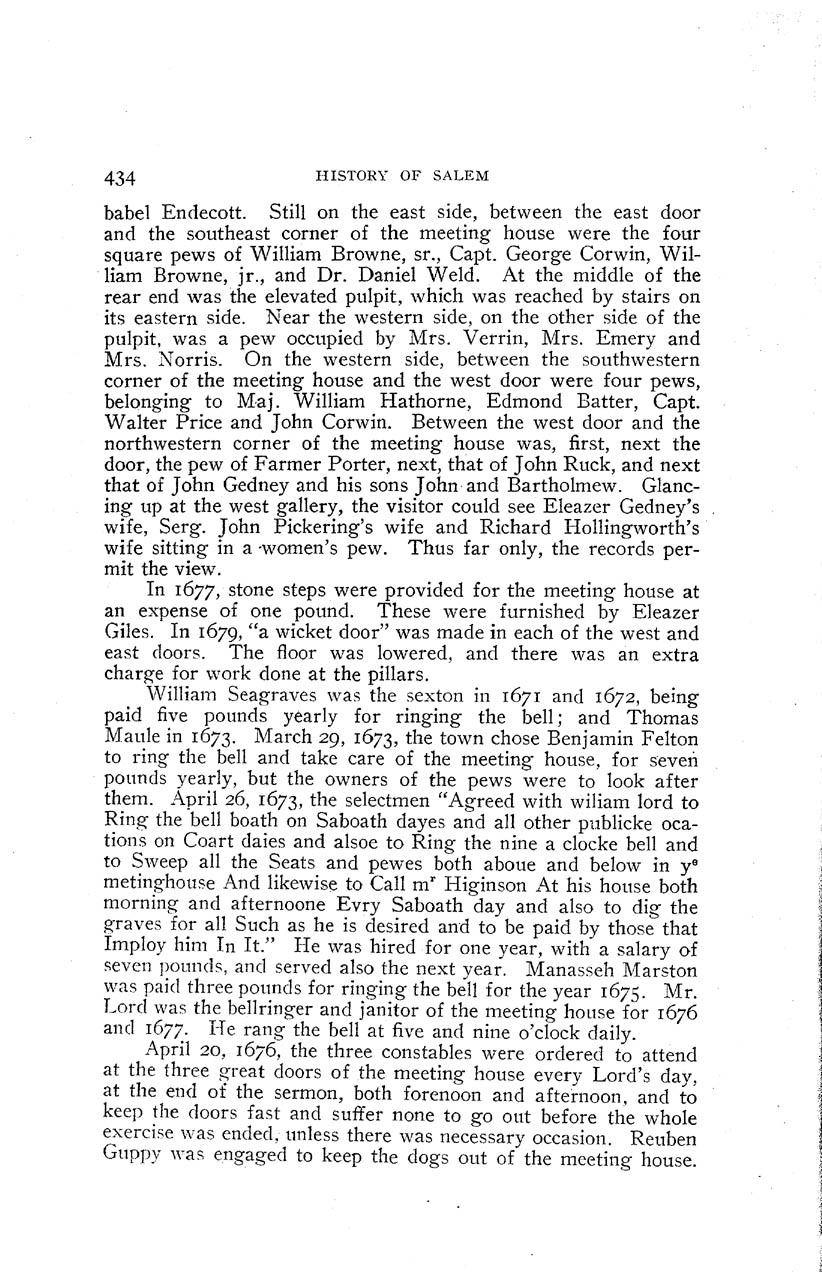 434 HISTORY OF SALEM
babel Endecott. Still on the east side, between the east door
and the southeast corner of the meeting house were the four
square pews of William Browne, sr., Capt. George Corwin, Wil-
liam Browne, jr., and Dr. Daniel Weld. At the middle of the
rear end was the elevated pulpit, which was reached by stairs on
its eastern side. Near the western side, on the other side of the
pulpit, was a pew occupied by Mrs. Verrin, Mrs. Emery and
Mrs. Norris. On the western side, between the southwestern
corner of the meeting house and the west door were four pews,
belonging to Maj. William Hathorne, Edmond Batter, Capt.
Walter Price and John Corwin. Between the west door and the
northwestern corner of the meeting house was, first, next the
door, the pew of Farmer Porter, next, that of John Ruck, and next
that of John Gedney and his sons John and Bartholmew. Glanc-
ing up at the west gallery, the visitor could see Eleazer Gedney's
wife, Serg. John Pickering's wife and Richard Hollingworth's
wife sitting in a women's pew. Thus far only, the records per-
mit the view.
In 1677, stone steps were provided for the meeting house at
an expense of one pound. These were furnished by Eleazer
Giles. In 1679, "a wicket door" was made in each of the west and
east doors. The floor was lowered, and there was an extra
charge for work done at the pillars.
William Seagraves was the sexton in 1671 and 1672, being
paid five pounds yearly for ringing the bell; and Thomas
Maule in 1673. March 29, 1673, the town chose Benjamin Felton
to ring the bell and take care of the meeting house, for seven
pounds yearly, but the owners of the pews were to look after
them. April 26, 1673, the selectmen "Agreed with wiliam lord to
Ring the bell boath on Saboath dayes and all other publicke oca-
tions on Coart daies and alsoe to Ring the nine a clocke bell and
to Sweep all the Seats and pewes both aboue and below in yᵉ
metinghouse And likewise to Call mʳ Higinson At his house both
morning and afternoone Evry Saboath day and also to dig the
graves for all Such as he is desired and to be paid by those that
Imploy him In It." He was hired for one year, with a salary of
seven pounds, and served also the next year. Manasseh Marston
was paid three pounds for ringing the bell for the year 1675. Mr.
Lord was the bellringer and janitor of the meeting house for 1676
and 1677. He rang the bell at five and nine o'clock daily.
April 20, 1676, the three constables were ordered to attend
at the three great doors of the meeting house every Lord's day,
at the end of the sermon, both forenoon and afternoon, and to
keep the doors fast and suffer none to go out before the whole
exercise was ended, unless there was necessary occasion. Reuben
Guppy was engaged to keep the dogs out of the meeting house.